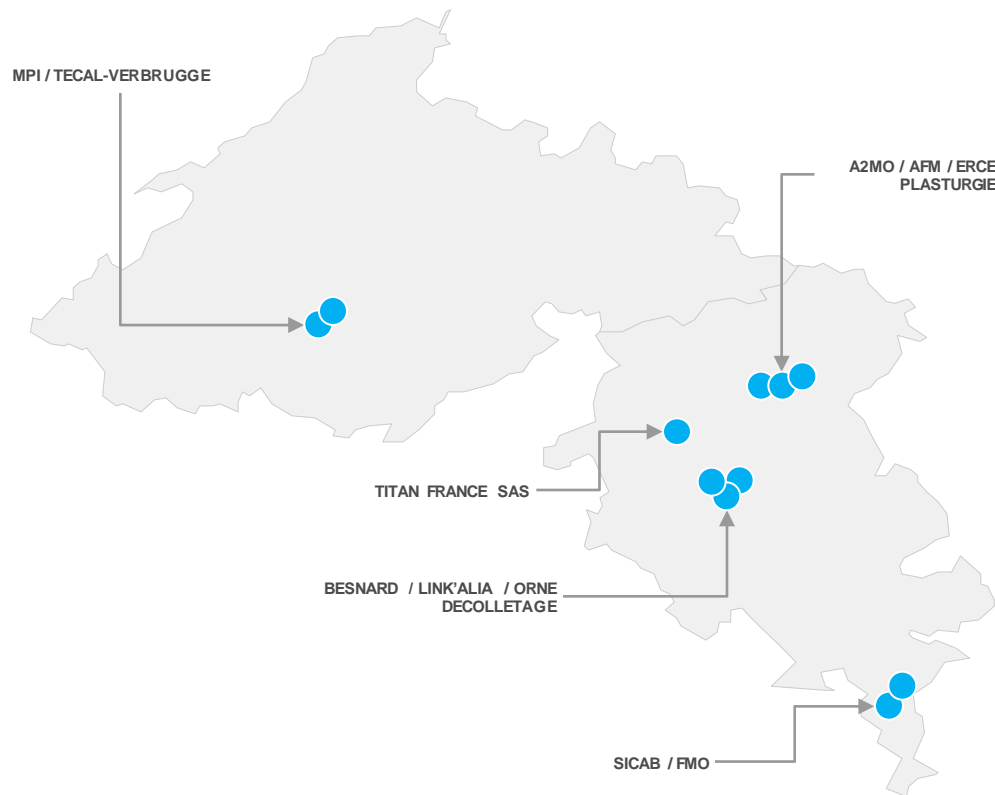 MPI / TECAL-VERBRUGGE
A2MO / AFM / ERCE
PLASTURGIE
TITAN FRANCE SAS
BESNARD / LINK’ALIA / ORNE
DECOLLETAGE
SICAB / FMO